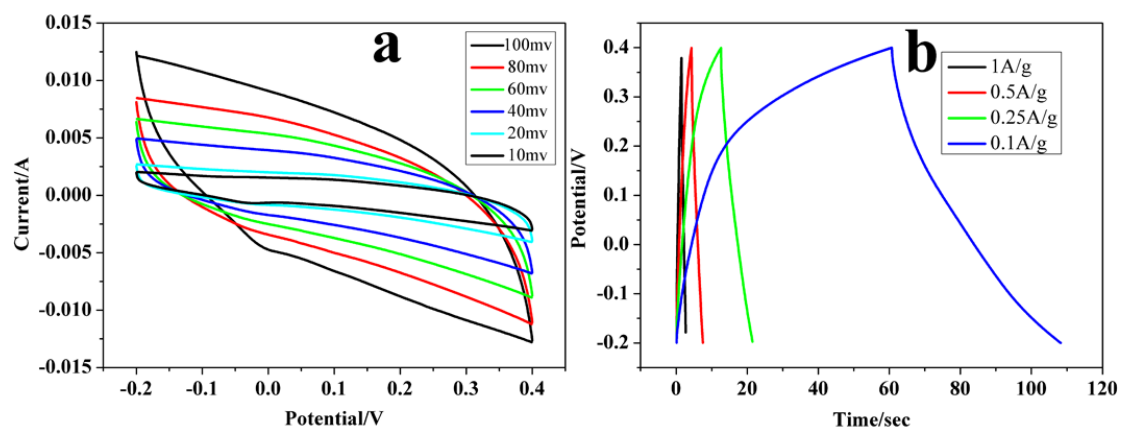 a
0.015
0.010
0.005
0.000
-0.005
-0.010
-0.015
Current/A
100mv
80mv
60mv
40mv
20mv
10mv
-0.2
-0.1
0.0
0.1
0.2
0.3
0.4
Potential/V
b
0.4
0.3
0.2
0.1
0.0
-0.1
-0.2
Potential/V
1A/g
0.5A/g
0.25A/g
0.1A/g
0
20
40
60
80
100
120
Time/sec